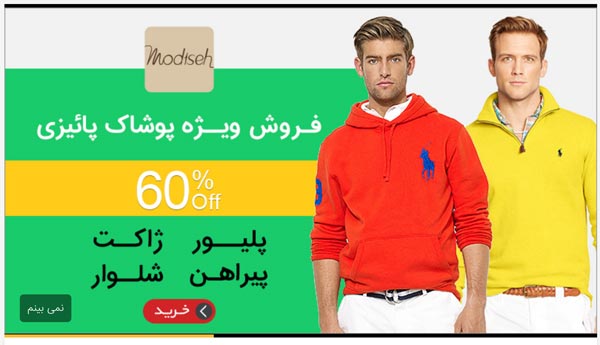 Modiseh
فروش ویژه پوشاک پائیزی
60% Off
پلیور ژاکت
پیراهن شلوار
خرید
نمی بینم